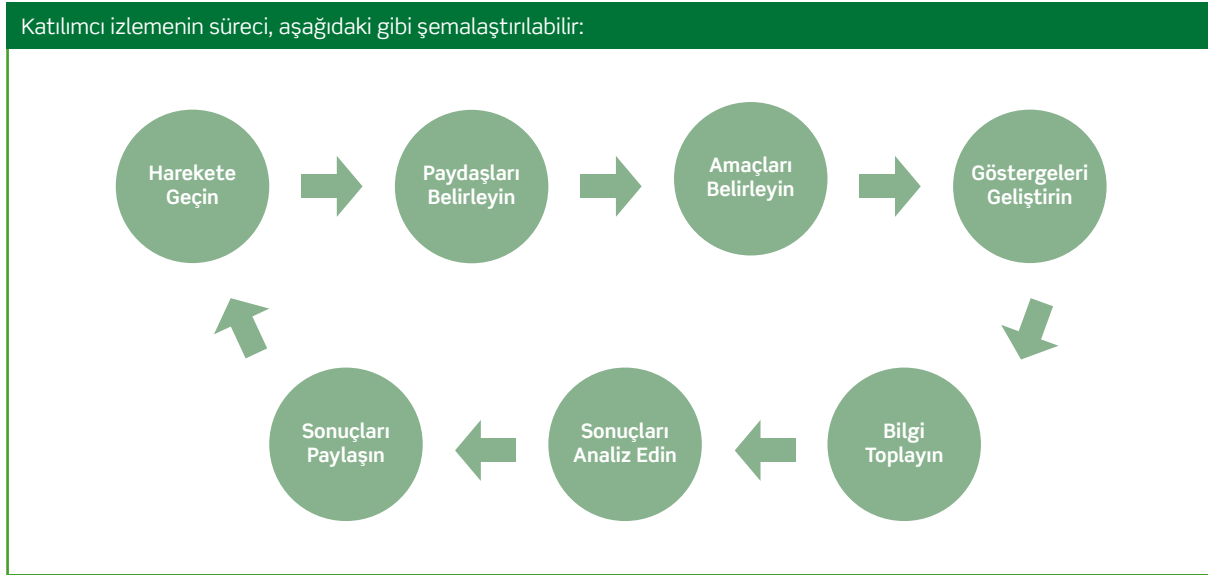 Katılımcı izlemenin süreci, aşağıdaki gibi şemalaştırılabilir:
Harekete
Geçin
Paydaşları
Belirleyin
Amaçları
Belirleyin
Göstergeleri
Geliştirin
Bilgi
Toplayın
Sonuçları
Analiz Edin
Sonuçları
Paylaşın